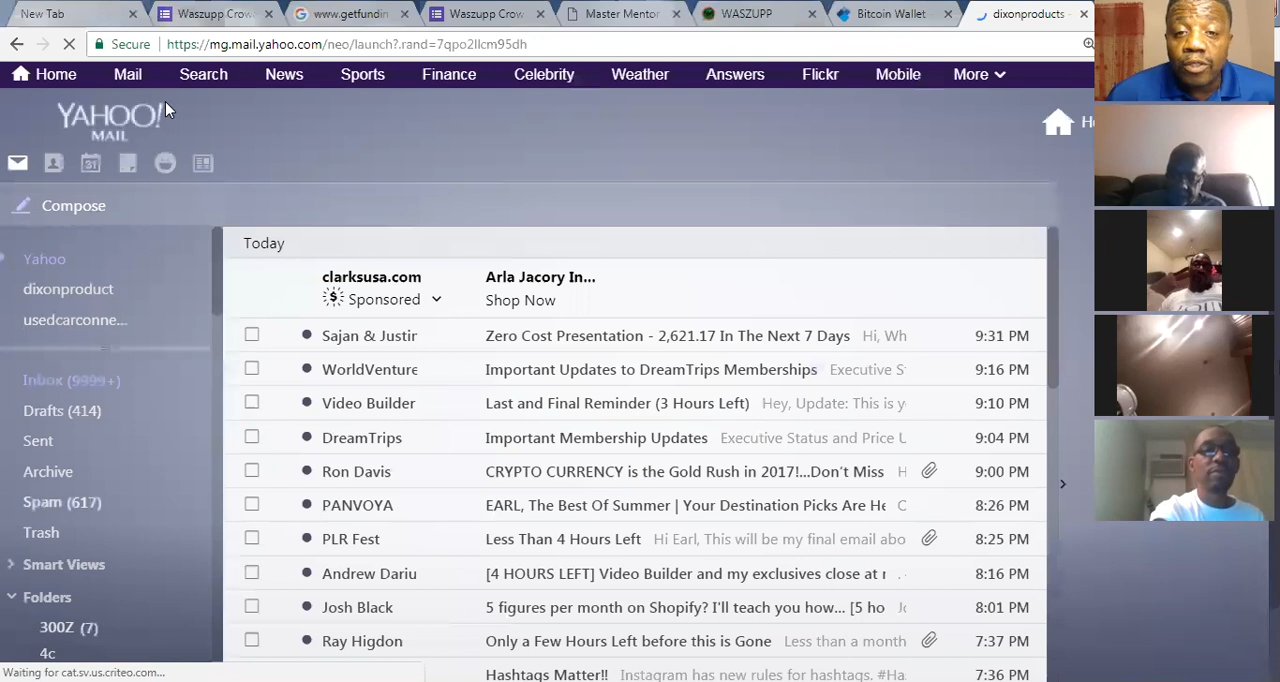 New Tab Waszupp Crow www.getfundin Waszupp Crow Master Mentor WASZUPP Bitcoin Wallet dixonproducts
Secure https://mg.mail.yahoo.com/neo/launch?.rand=7qpo2llcm95dh
Home Mail Search News Sports Finance Celebrity Weather Answers Flickr Mobile More
YAHOO!
MAIL
31
Compose
Today
Yahoo
dixonproduct
usedcarconne...
Inbox (9999+)
Drafts (414)
Sent
Archive
Spam (617)
Trash
Smart Views
Folders
300Z (7)
4c
clarksusa.com Arla Jacory In...
$ Sponsored Shop Now
Sajan & Justir Zero Cost Presentation - 2,621.17 In The Next 7 Days Hi, Wh 9:31 PM
WorldVenture Important Updates to DreamTrips Memberships Executive S 9:16 PM
Video Builder Last and Final Reminder (3 Hours Left) Hey, Update: This is y 9:10 PM
DreamTrips Important Membership Updates Executive Status and Price U 9:04 PM
Ron Davis CRYPTO CURRENCY is the Gold Rush in 2017!...Don't Miss H 9:00 PM
PANVOYA EARL, The Best Of Summer | Your Destination Picks Are He C 8:26 PM
PLR Fest Less Than 4 Hours Left Hi Earl, This will be my final email abo 8:25 PM
Andrew Dariu [4 HOURS LEFT] Video Builder and my exclusives close at r 8:16 PM
Josh Black 5 figures per month on Shopify? I'll teach you how... [5 ho Jo 8:01 PM
Ray Higdon Only a Few Hours Left before this is Gone Less than a month 7:37 PM
Hashtags Matter!! Instagram has new rules for hashtags. #Ha 7:36 PM
Waiting for cat.sv.us.criteo.com...